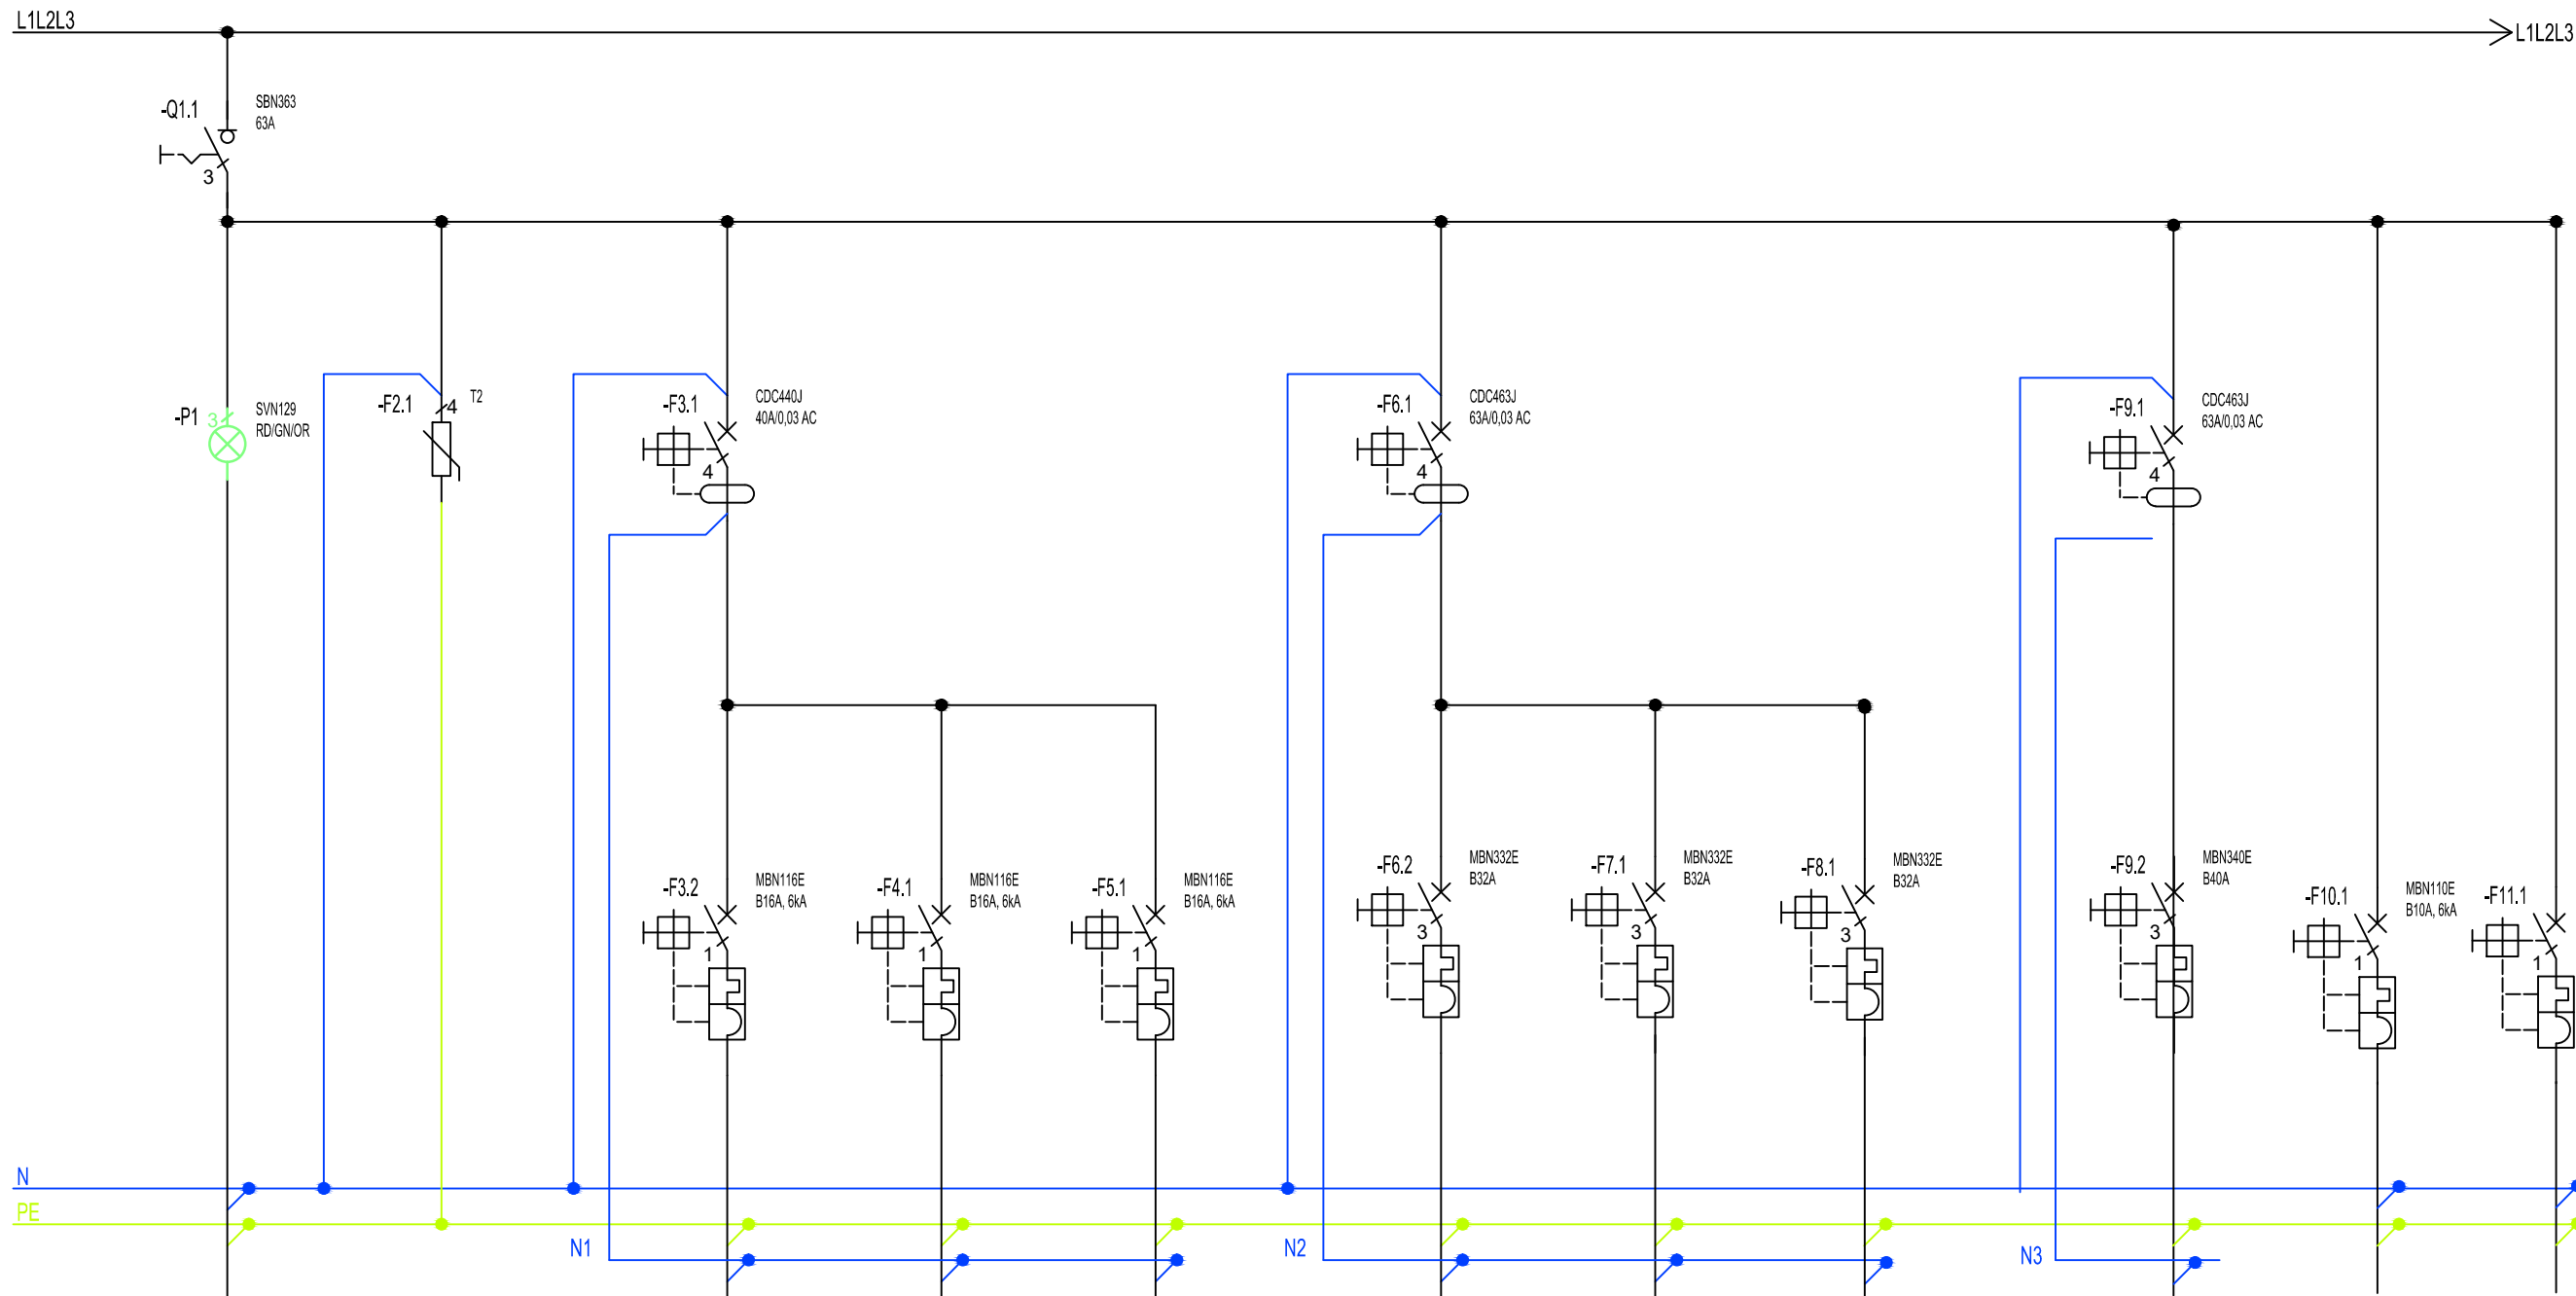 L1L2L3
L1L2L3
-Q1.1
SBN363
63A
3
-P1
3
SVN129
RD/GN/OR
-F2.1
4
T2
-F3.1
CDC440J
40A/0,03 AC
4
-F6.1
CDC463J
63A/0,03 AC
4
-F9.1
CDC463J
63A/0,03 AC
4
-F3.2
MBN116E
B16A, 6kA
1
-F4.1
MBN116E
B16A, 6kA
1
-F5.1
MBN116E
B16A, 6kA
1
-F6.2
MBN332E
B32A
3
-F7.1
MBN332E
B32A
3
-F8.1
MBN332E
B32A
3
-F9.2
MBN340E
B40A
3
-F10.1
MBN110E
B10A, 6kA
1
-F11.1
1
N
PE
N1
N2
N3